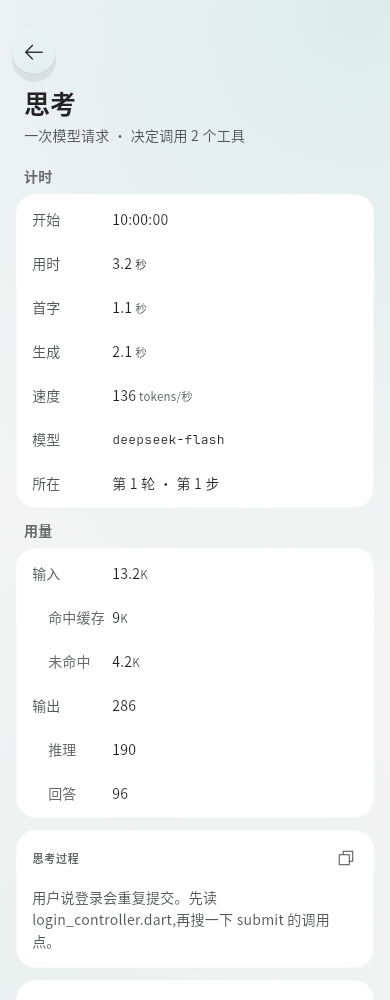 思考
一次模型请求 · 决定调用 2 个工具
计时
开始 10:00:00
用时 3.2 秒
首字 1.1 秒
生成 2.1 秒
速度 136 tokens/秒
模型 deepseek-flash
所在 第 1 轮 · 第 1 步
用量
输入 13.2K
命中缓存 9K
未命中 4.2K
输出 286
推理 190
回答 96
思考过程
用户说登录会重复提交。先读
login_controller.dart,再搜一下 submit 的调用
点。